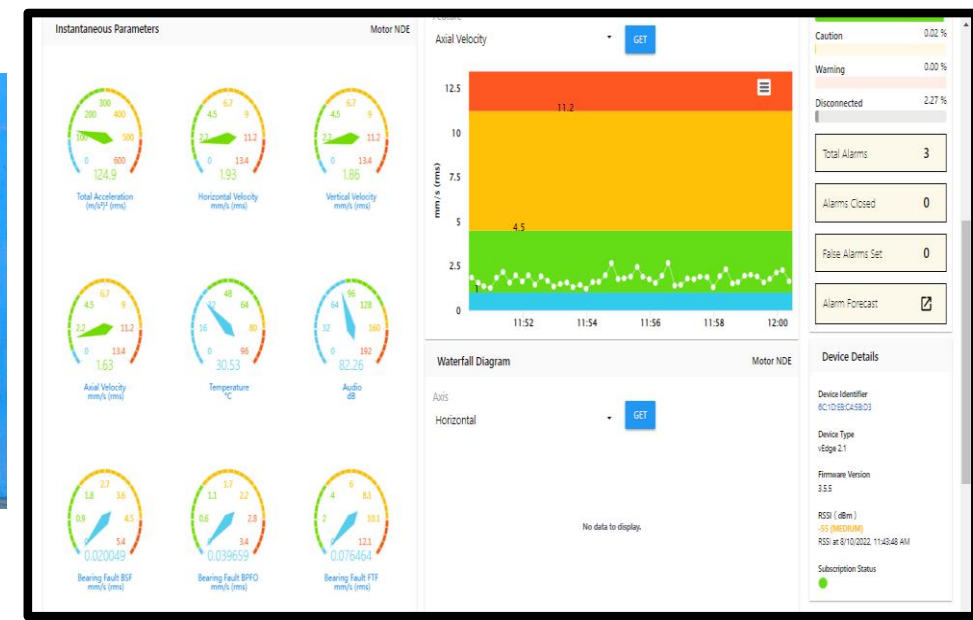 Instantaneous Parameters
Motor NDE
300
200 400
100 500
0 600
124.9
Total Acceleration
(m/s²)² (rms)
6.7
4.5 9
2.2 11.2
0 13.4
1.93
Horizontal Velocity
mm/s (rms)
6.7
4.5 9
2.2 11.2
0 13.4
1.86
Vertical Velocity
mm/s (rms)
6.7
4.5 9
2.2 11.2
0 13.4
1.63
Axial Velocity
mm/s (rms)
48
32 64
16 80
0 96
30.53
Temperature
°C
96
64 128
32 160
0 192
82.26
Audio
dB
2.7
1.8 3.6
0.9 4.5
0 5.4
0.020049
Bearing Fault BSF
mm/s (rms)
1.7
1.1 2.2
0.6 2.8
0 3.4
0.039659
Bearing Fault BPFO
mm/s (rms)
6
4 8.1
2 10.1
0 12.1
0.076464
Bearing Fault FTF
mm/s (rms)
Feature
Axial Velocity
GET
mm/s (rms)
12.5
11.2
10
7.5
5
4.5
2.5
1
0
11:52 11:54 11:56 11:58 12:00
Waterfall Diagram
Motor NDE
Axis
Horizontal
GET
No data to display.
Caution 0.02 %
Warning 0.00 %
Disconnected 2.27 %
Total Alarms 3
Alarms Closed 0
False Alarms Set 0
Alarm Forecast
Device Details
Device Identifier
6C:1D:EB:CA:5B:D3
Device Type
vEdge 2.1
Firmware Version
3.5.5
RSSI ( dBm )
-55 (MEDIUM)
RSSI at 8/10/2022, 11:43:48 AM
Subscription Status